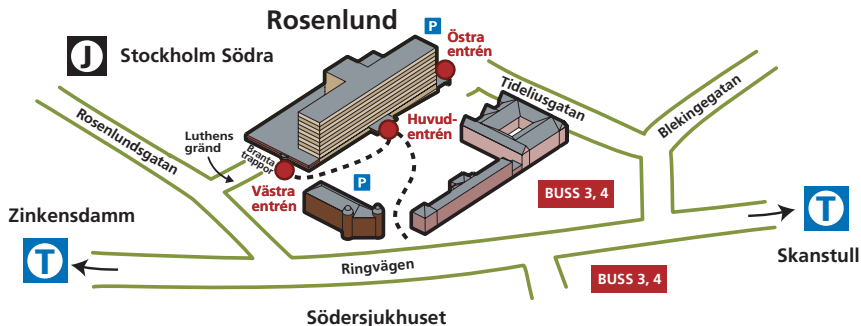 Rosenlund
P
Östra
entrén
J
Stockholm Södra
Tideliusgatan
Blekingegatan
Rosenlundsgatan
Luthens
gränd
Branta
trappor
Huvud-
entrén
Västra
entrén
P
BUSS 3, 4
Zinkensdamm
T
T
Skanstull
Ringvägen
BUSS 3, 4
Södersjukhuset